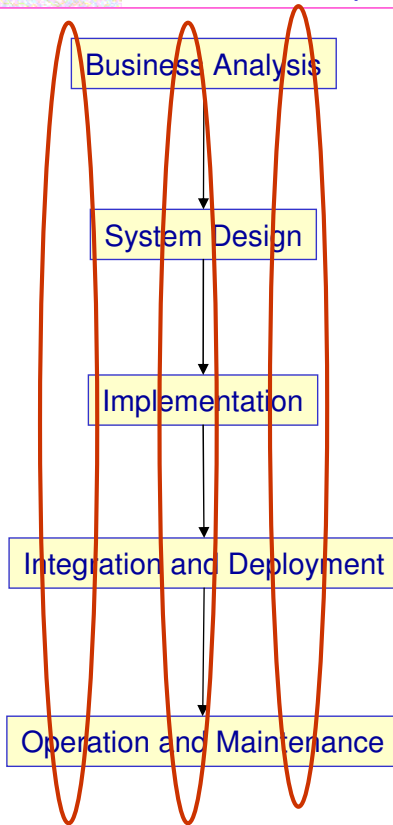 Business Analysis
System Design
Implementation
Integration and Deployment
Operation and Maintenance